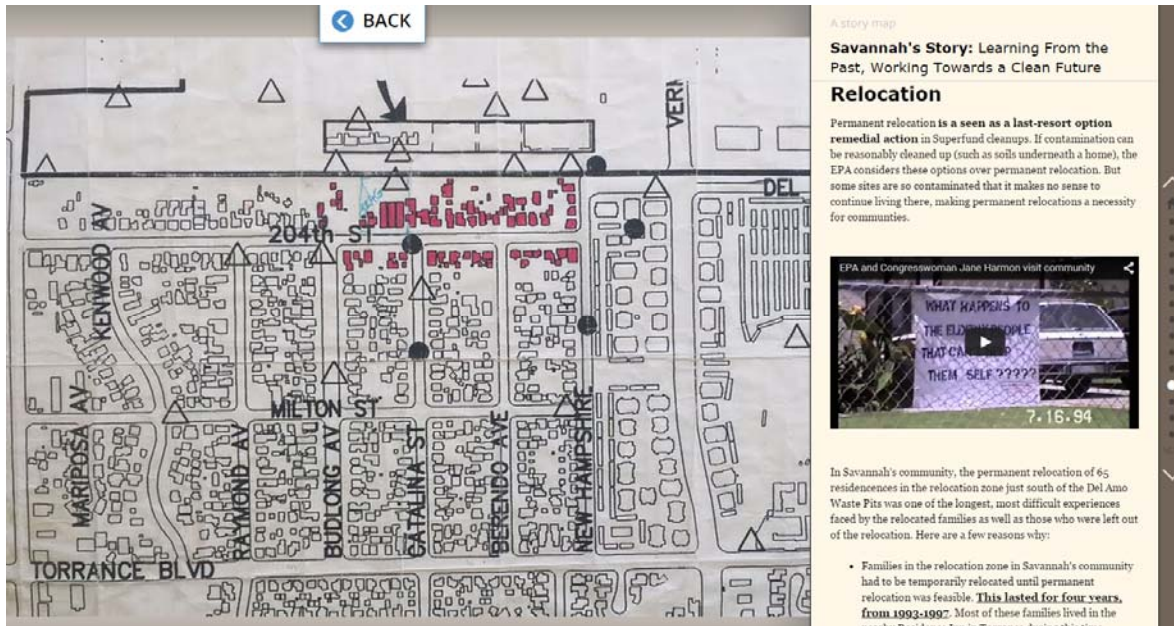 BACK
VERN
DEL
204th ST
KENWOOD AV
MILTON ST
MARIPOSA AV
RAYMOND AV
BUDLONG AV
CATALINA ST
BERENDO AVE
NEW HAMPSHIRE
TORRANCE BLVD
A story map
Savannah's Story: Learning From the
Past, Working Towards a Clean Future
Relocation
Permanent relocation is a seen as a last-resort option
remedial action in Superfund cleanups. If contamination can
be reasonably cleaned up (such as soils underneath a home), the
EPA considers these options over permanent relocation. But
some sites are so contaminated that it makes no sense to
continue living there, making permanent relocations a necessity
for communties.
EPA and Congresswoman Jane Harmon visit community
WHAT HAPPENS TO
THE PEOPLE
THAT
THEM SELF?????
7.16.94
In Savannah's community, the permanent relocation of 65
residencences in the relocation zone just south of the Del Amo
Waste Pits was one of the longest, most difficult experiences
faced by the relocated families as well as those who were left out
of the relocation. Here are a few reasons why:
• Families in the relocation zone in Savannah's community
had to be temporarily relocated until permanent
relocation was feasible. This lasted for four years,
from 1993-1997. Most of these families lived in the